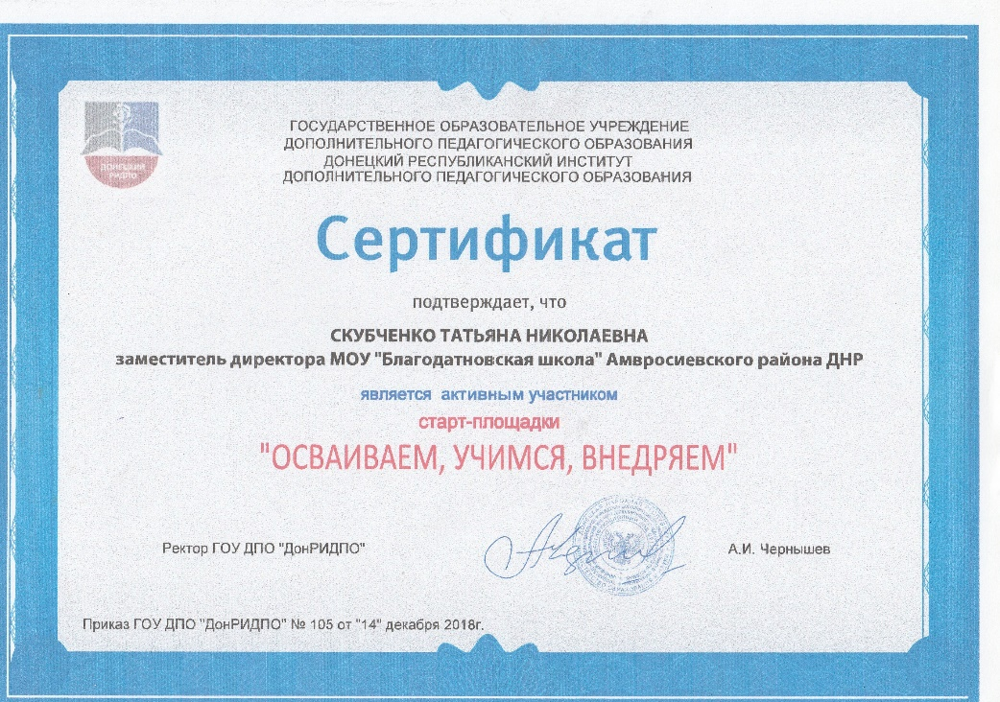 ДОНЕЦКИЙ
РИДПО
ГОСУДАРСТВЕННОЕ ОБРАЗОВАТЕЛЬНОЕ УЧРЕЖДЕНИЕ
ДОПОЛНИТЕЛЬНОГО ПЕДАГОГИЧЕСКОГО ОБРАЗОВАНИЯ
ДОНЕЦКИЙ РЕСПУБЛИКАНСКИЙ ИНСТИТУТ
ДОПОЛНИТЕЛЬНОГО ПЕДАГОГИЧЕСКОГО ОБРАЗОВАНИЯ
Сертификат
подтверждает, что
СКУБЧЕНКО ТАТЬЯНА НИКОЛАЕВНА
заместитель директора МОУ "Благодатновская школа" Амвросиевского района ДНР
является активным участником
старт-площадки
"ОСВАИВАЕМ, УЧИМСЯ, ВНЕДРЯЕМ"
Ректор ГОУ ДПО "ДонРИДПО"
А.И. Чернышев
Приказ ГОУ ДПО "ДонРИДПО" № 105 от "14" декабря 2018г.